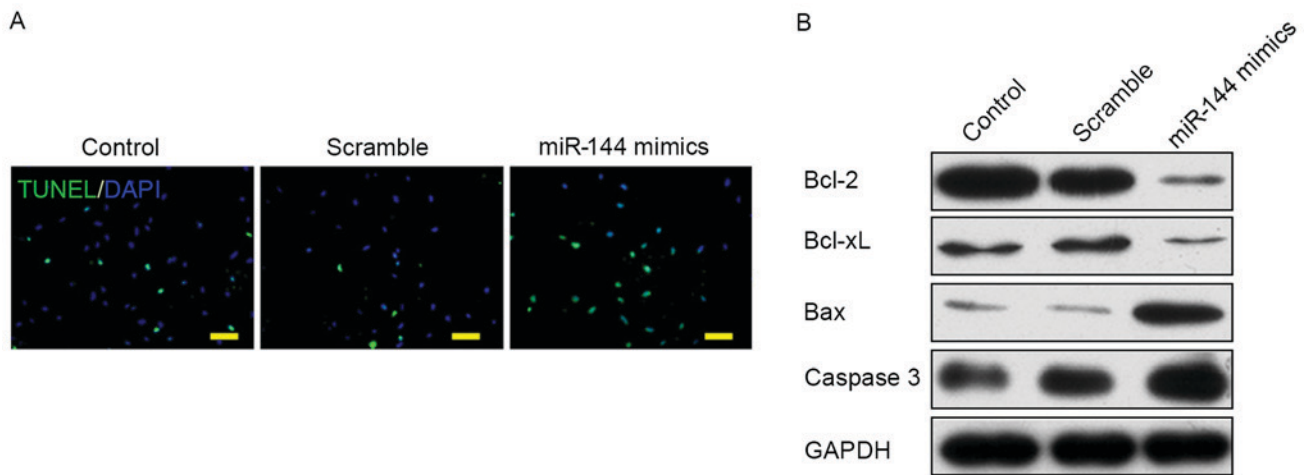 A
Control
Scramble
miR-144 mimics
TUNEL/DAPI
B
Control
Scramble
miR-144 mimics
Bcl-2
Bcl-xL
Bax
Caspase 3
GAPDH